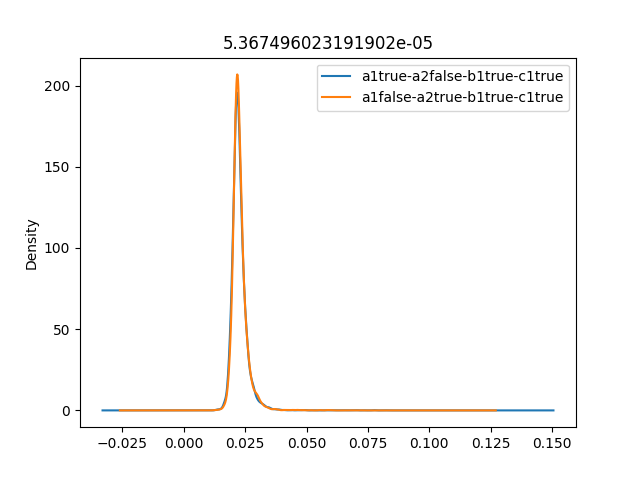 5.367496023191902e-05
a1true-a2false-b1true-c1true
a1false-a2true-b1true-c1true
Density
200
150
100
50
0
−0.025 0.000 0.025 0.050 0.075 0.100 0.125 0.150